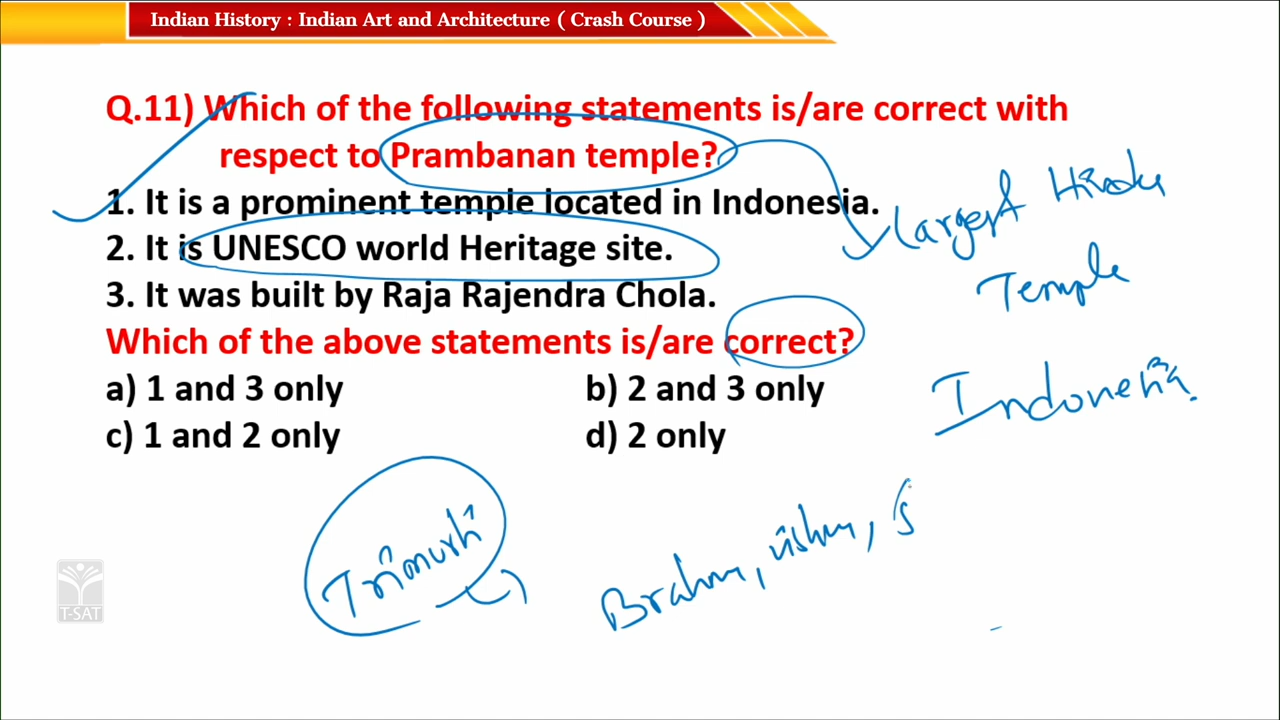 Indian History : Indian Art and Architecture ( Crash Course )
Q.11) Which of the following statements is/are correct with
respect to Prambanan temple?
1. It is a prominent temple located in Indonesia.
2. It is UNESCO world Heritage site.
3. It was built by Raja Rajendra Chola.
Which of the above statements is/are correct?
a) 1 and 3 only
b) 2 and 3 only
c) 1 and 2 only
d) 2 only
Largest Hindu
Temple
Indonesia.
Trimurti
Brahm, vishm, S
T-SAT